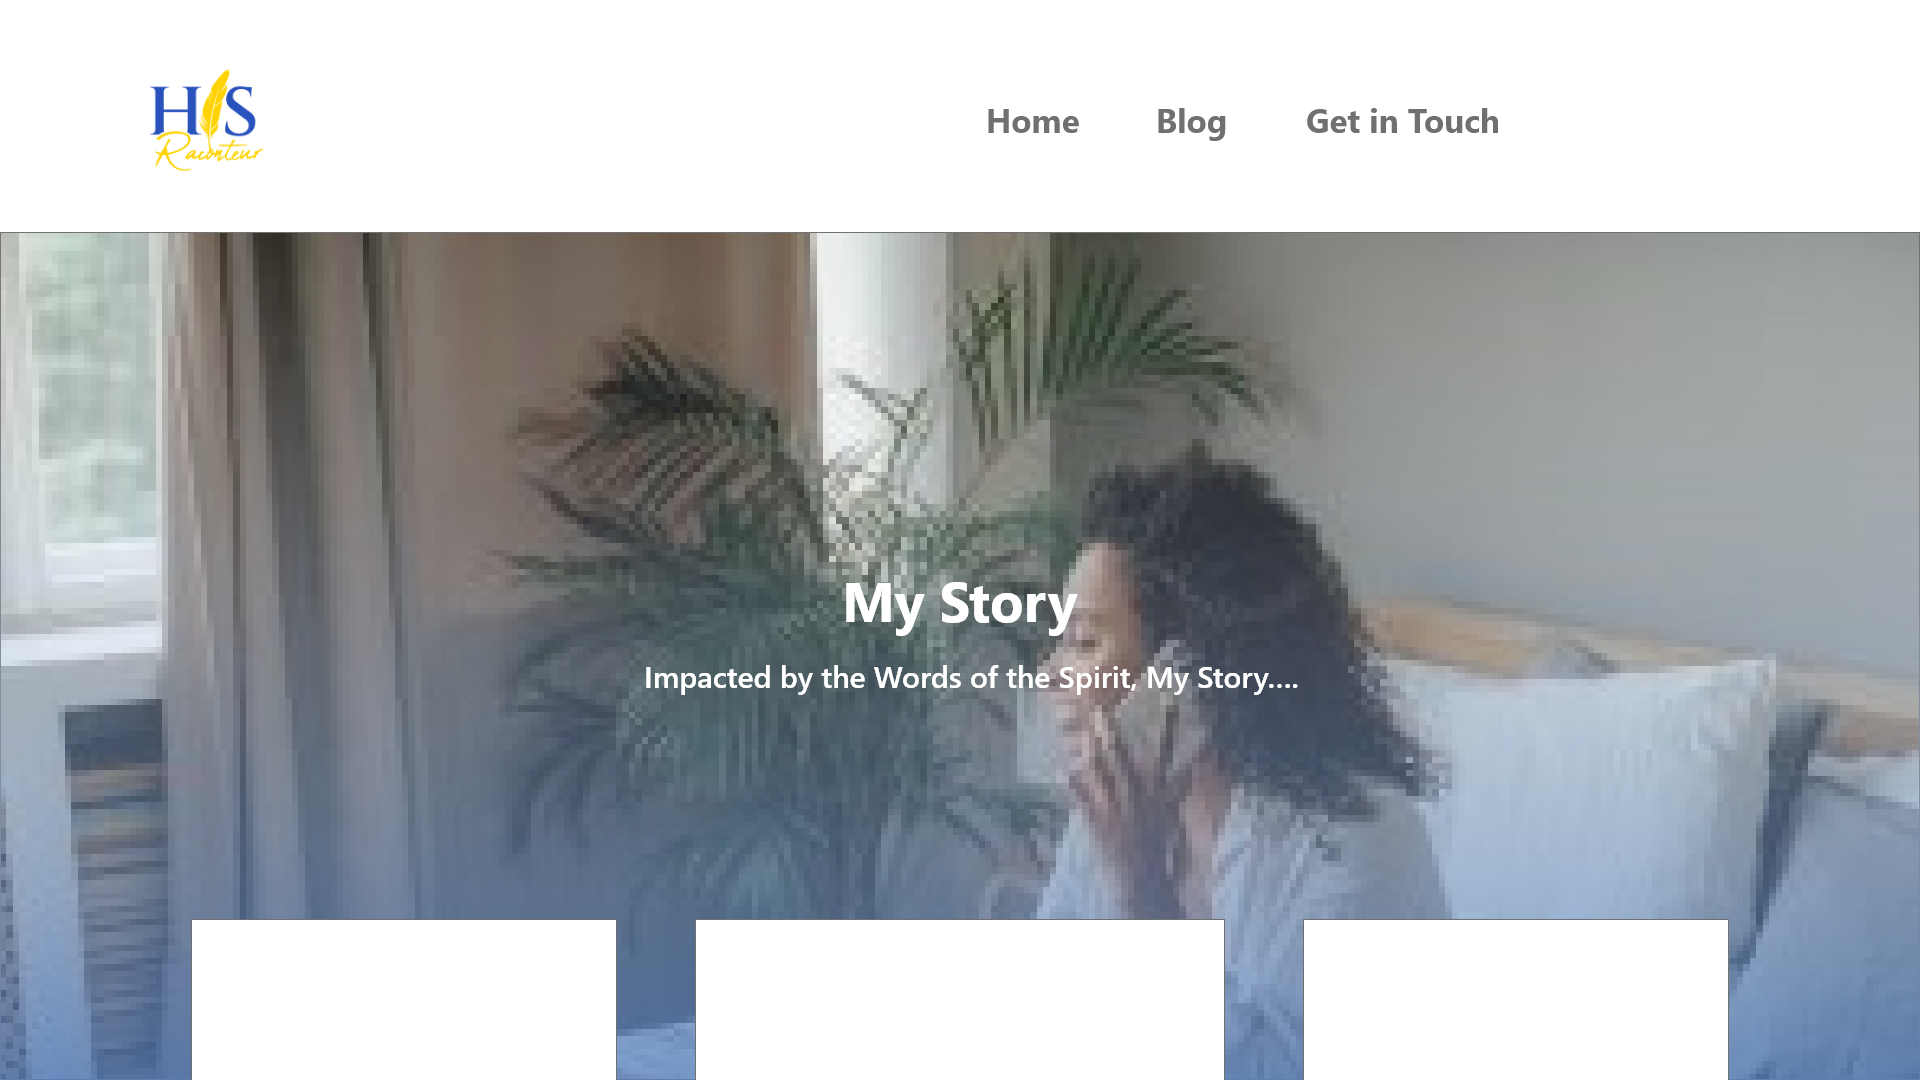 HIS
Raconteur
Home Blog Get in Touch
My Story
Impacted by the Words of the Spirit, My Story....